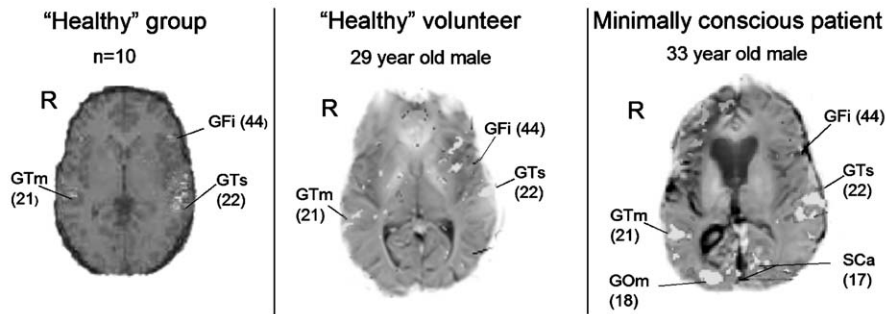 “Healthy” group
n=10
R
GFi (44)
GTm
(21)
GTs
(22)
“Healthy” volunteer
29 year old male
R
GFi (44)
GTs
(22)
GTm
(21)
Minimally conscious patient
33 year old male
R
GFi (44)
GTs
(22)
GTm
(21)
SCa
(17)
GOm
(18)